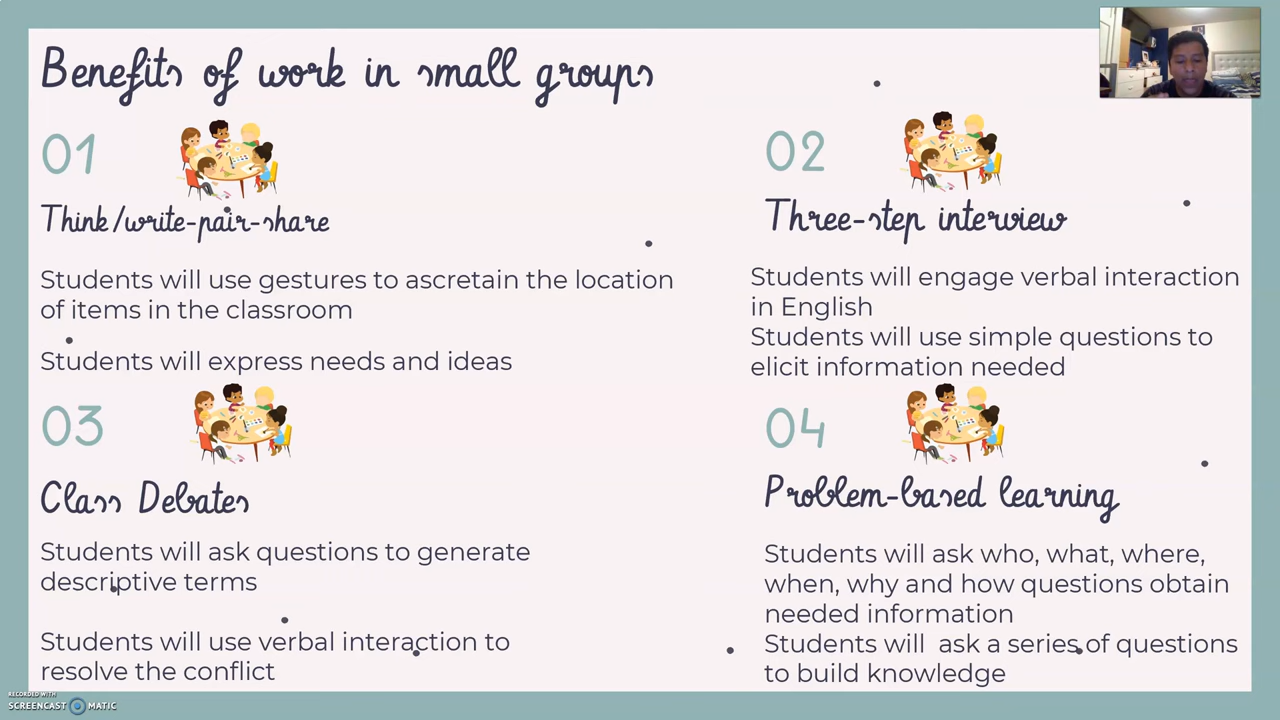 Benefits of work in small groups
01
Think/write-pair-share
Students will use gestures to ascretain the location
of items in the classroom
Students will express needs and ideas
02
Three-step interview
Students will engage verbal interaction
in English
Students will use simple questions to
elicit information needed
03
Class Debates
Students will ask questions to generate
descriptive terms
Students will use verbal interaction to
resolve the conflict
04
Problem-based learning
Students will ask who, what, where,
when, why and how questions obtain
needed information
Students will ask a series of questions
to build knowledge
RECORDED WITH
SCREENCAST MATIC